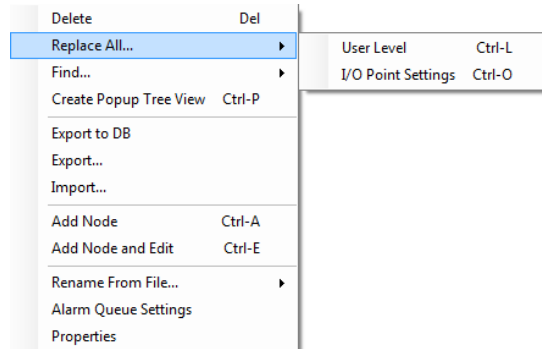 Delete Del
Replace All...
User Level Ctrl-L
Find...
I/O Point Settings Ctrl-O
Create Popup Tree View Ctrl-P
Export to DB
Export...
Import...
Add Node Ctrl-A
Add Node and Edit Ctrl-E
Rename From File...
Alarm Queue Settings
Properties